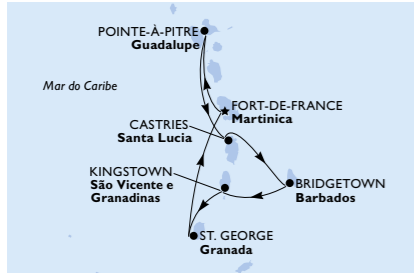 POINTE-À-PITRE
Guadalupe
Mar do Caribe
FORT-DE-FRANCE
Martinica
CASTRIES
Santa Lucia
KINGSTOWN
São Vicente e
Granadinas
BRIDGETOWN
Barbados
ST. GEORGE
Granada